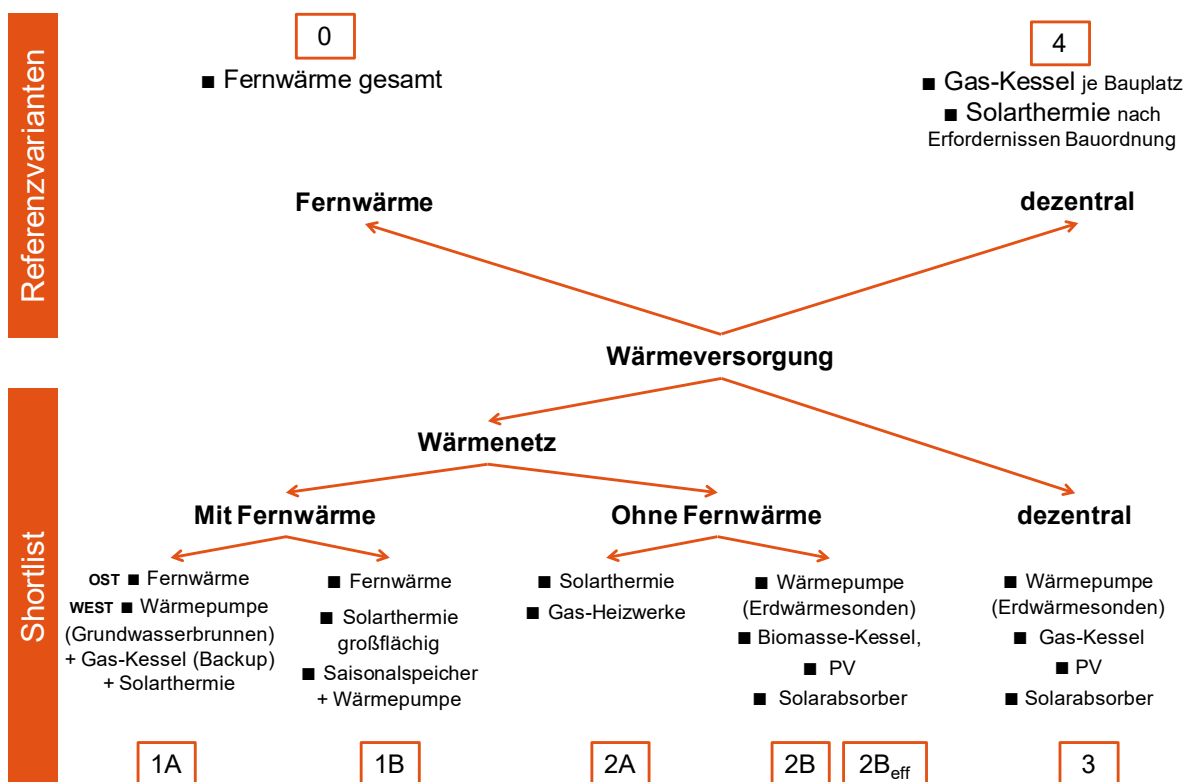 Referenzvarianten
0
■ Fernwärme gesamt
4
■ Gas-Kessel je Bauplatz
■ Solarthermie nach
Erfordernissen Bauordnung
Fernwärme
dezentral
Wärmeversorgung
Shortlist
Wärmenetz
Mit Fernwärme
Ohne Fernwärme
dezentral
OST ■ Fernwärme
WEST ■ Wärmepumpe
(Grundwasserbrunnen)
+ Gas-Kessel (Backup)
+ Solarthermie
■ Fernwärme
■ Solarthermie
großflächig
■ Saisonalspeicher
+ Wärmepumpe
■ Solarthermie
■ Gas-Heizwerke
■ Wärmepumpe
(Erdwärmesonden)
■ Biomasse-Kessel,
■ PV
■ Solarabsorber
■ Wärmepumpe
(Erdwärmesonden)
■ Gas-Kessel
■ PV
■ Solarabsorber
1A
1B
2A
2B
2Beff
3